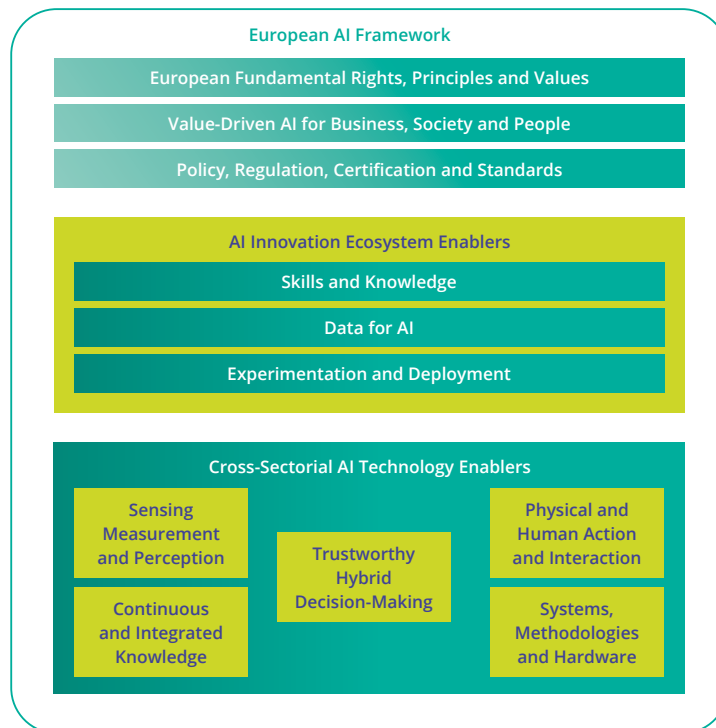 European AI Framework
European Fundamental Rights, Principles and Values
Value-Driven AI for Business, Society and People
Policy, Regulation, Certification and Standards
AI Innovation Ecosystem Enablers
Skills and Knowledge
Data for AI
Experimentation and Deployment
Cross-Sectorial AI Technology Enablers
Sensing
Measurement
and Perception
Continuous
and Integrated
Knowledge
Trustworthy
Hybrid
Decision-Making
Physical and
Human Action
and Interaction
Systems,
Methodologies
and Hardware